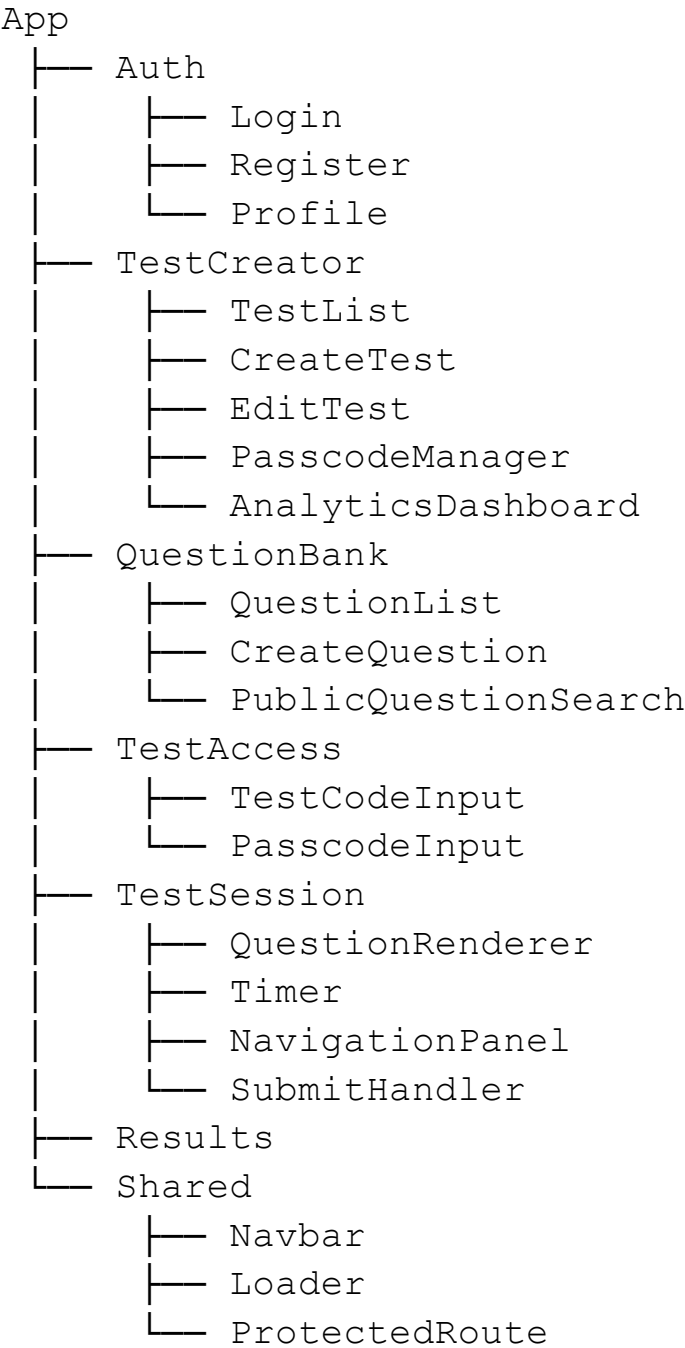 App
├── Auth
│   ├── Login
│   ├── Register
│   └── Profile
├── TestCreator
│   ├── TestList
│   ├── CreateTest
│   ├── EditTest
│   ├── PasscodeManager
│   └── AnalyticsDashboard
├── QuestionBank
│   ├── QuestionList
│   ├── CreateQuestion
│   └── PublicQuestionSearch
├── TestAccess
│   ├── TestCodeInput
│   └── PasscodeInput
├── TestSession
│   ├── QuestionRenderer
│   ├── Timer
│   ├── NavigationPanel
│   └── SubmitHandler
├── Results
└── Shared
    ├── Navbar
    ├── Loader
    └── ProtectedRoute